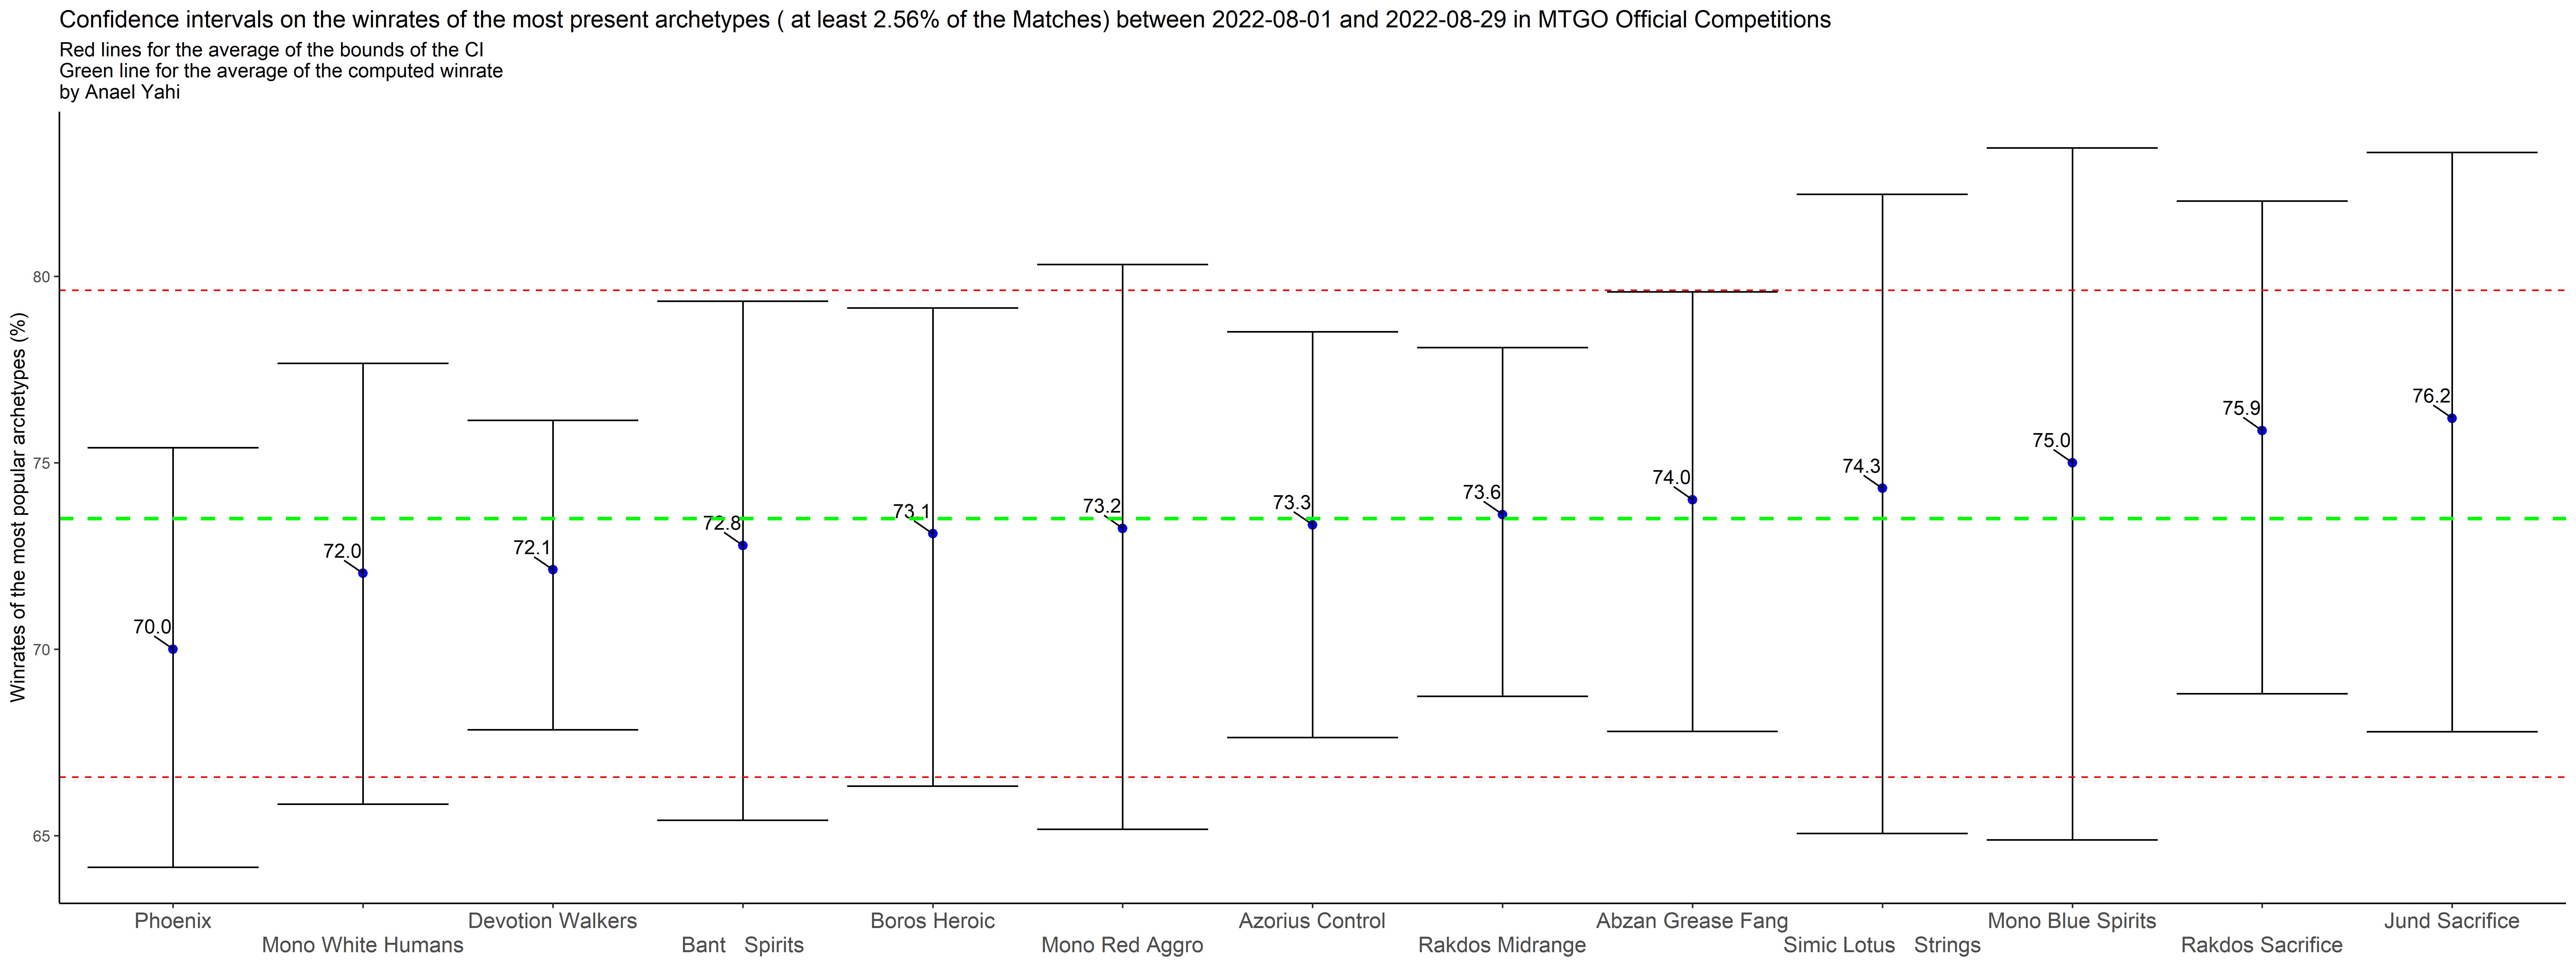 Confidence intervals on the winrates of the most present archetypes ( at least 2.56% of the Matches) between 2022-08-01 and 2022-08-29 in MTGO Official Competitions
Red lines for the average of the bounds of the CI
Green line for the average of the computed winrate
by Anael Yahi
Winrates of the most popular archetypes (%)
80
75
70
65
70.0
72.0
72.1
72.8
73.1
73.2
73.3
73.6
74.0
74.3
75.0
75.9
76.2
Phoenix
Mono White Humans
Devotion Walkers
Bant   Spirits
Boros Heroic
Mono Red Aggro
Azorius Control
Rakdos Midrange
Abzan Grease Fang
Simic Lotus   Strings
Mono Blue Spirits
Rakdos Sacrifice
Jund Sacrifice